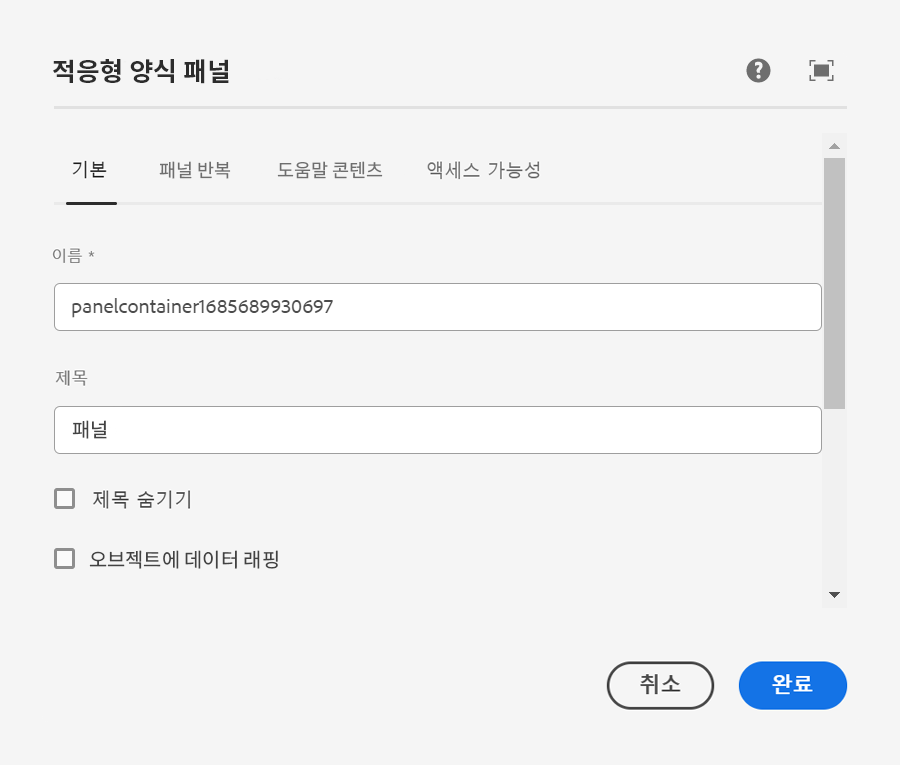 적응형 양식 패널
기본 패널 반복 도움말 콘텐츠 액세스 가능성
이름 *
panelcontainer1685689930697
제목
패널
제목 숨기기
오브젝트에 데이터 래핑
취소 완료